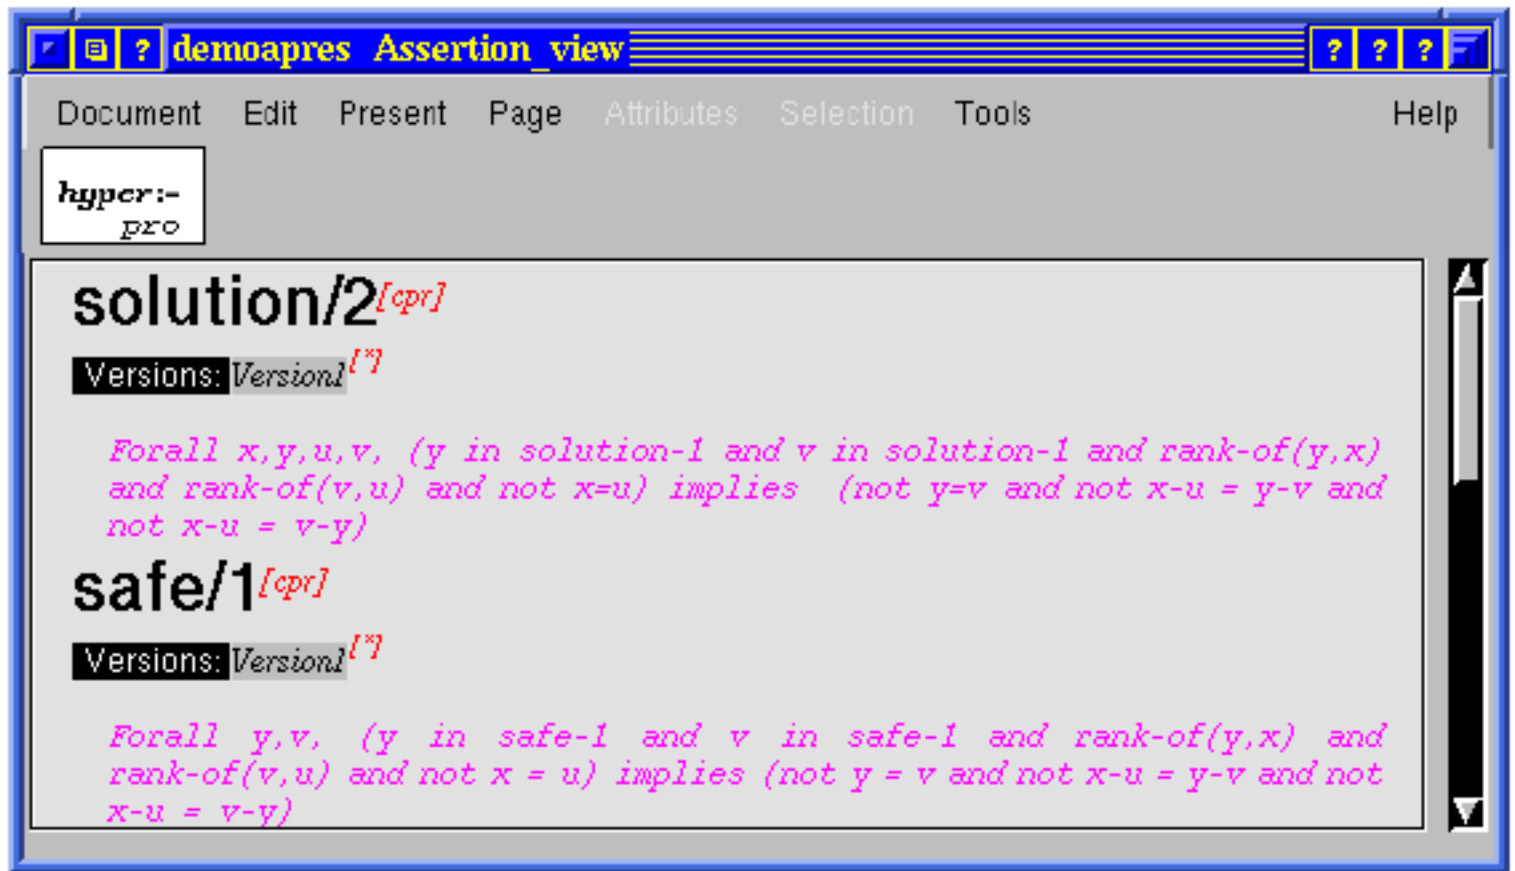 ? demoapres Assertion_view ? ? ?
Document Edit Present Page Attributes Selection Tools Help
hyper:-
pro
solution/2[cpr]
Versions: Version1[*]
Forall x,y,u,v, (y in solution-1 and v in solution-1 and rank-of(y,x)
and rank-of(v,u) and not x=u) implies (not y=v and not x-u = y-v and
not x-u = v-y)
safe/1[cpr]
Versions: Version1[*]
Forall y,v, (y in safe-1 and v in safe-1 and rank-of(y,x) and
rank-of(v,u) and not x = u) implies (not y = v and not x-u = y-v and not
x-u = v-y)